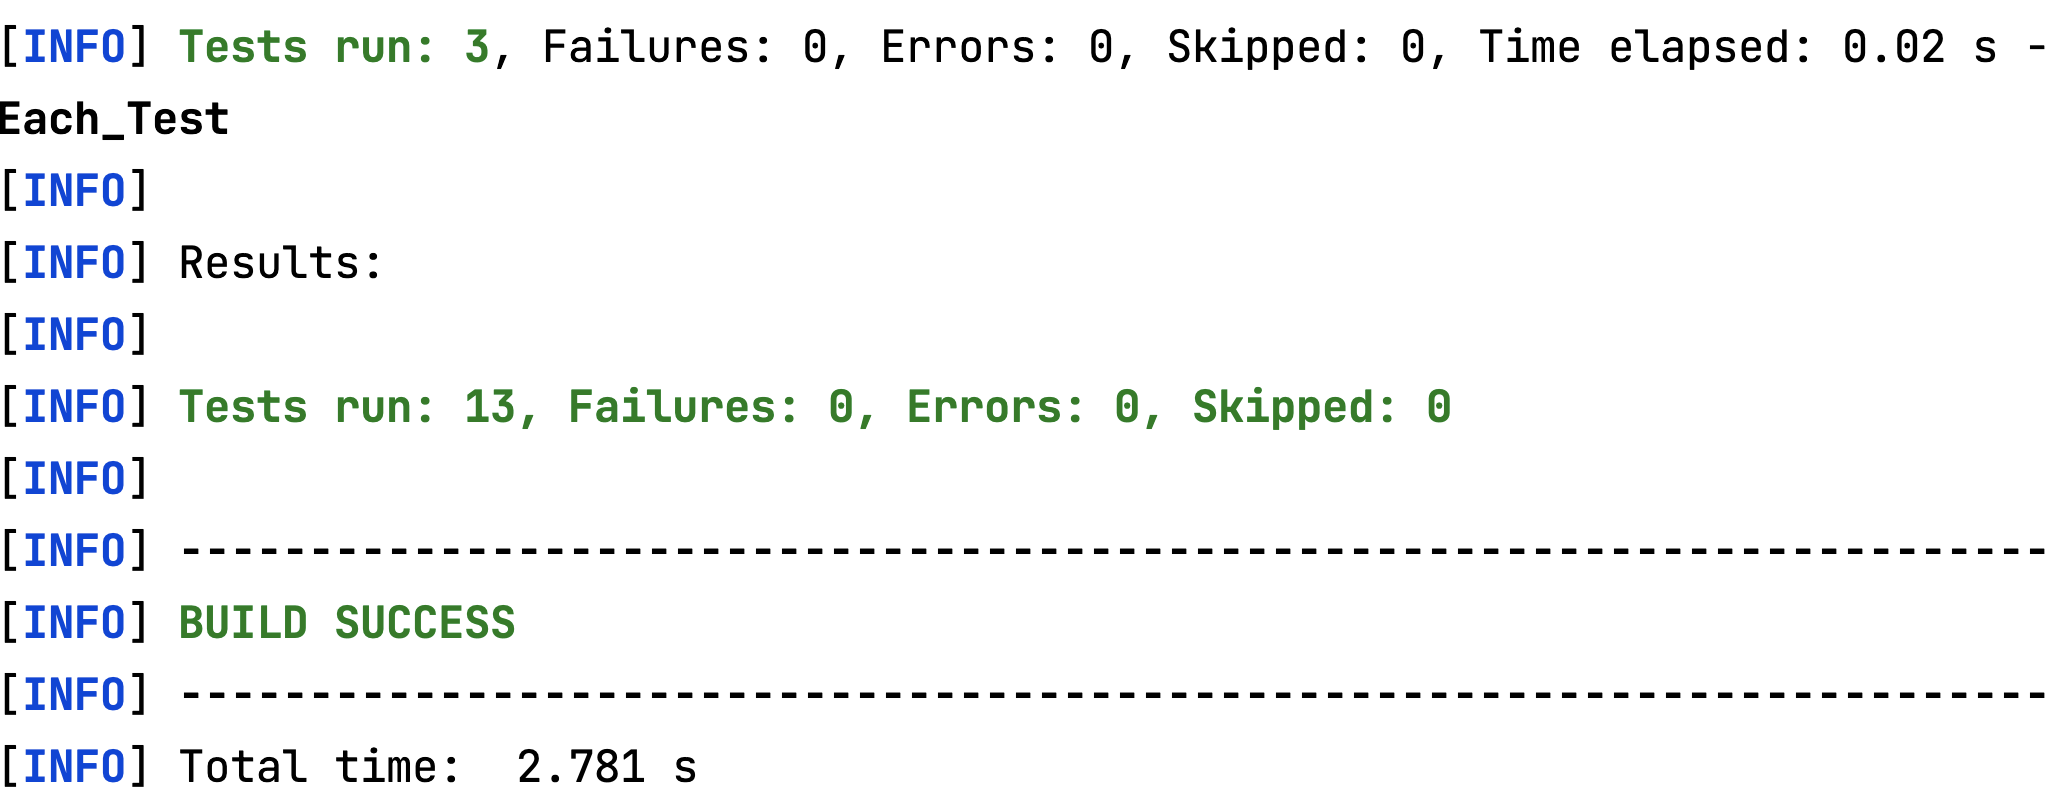 [INFO] Tests run: 3, Failures: 0, Errors: 0, Skipped: 0, Time elapsed: 0.02 s -
Each_Test
[INFO]
[INFO] Results:
[INFO]
[INFO] Tests run: 13, Failures: 0, Errors: 0, Skipped: 0
[INFO]
[INFO] ------------------------------------------------------------------------
[INFO] BUILD SUCCESS
[INFO] ------------------------------------------------------------------------
[INFO] Total time:  2.781 s